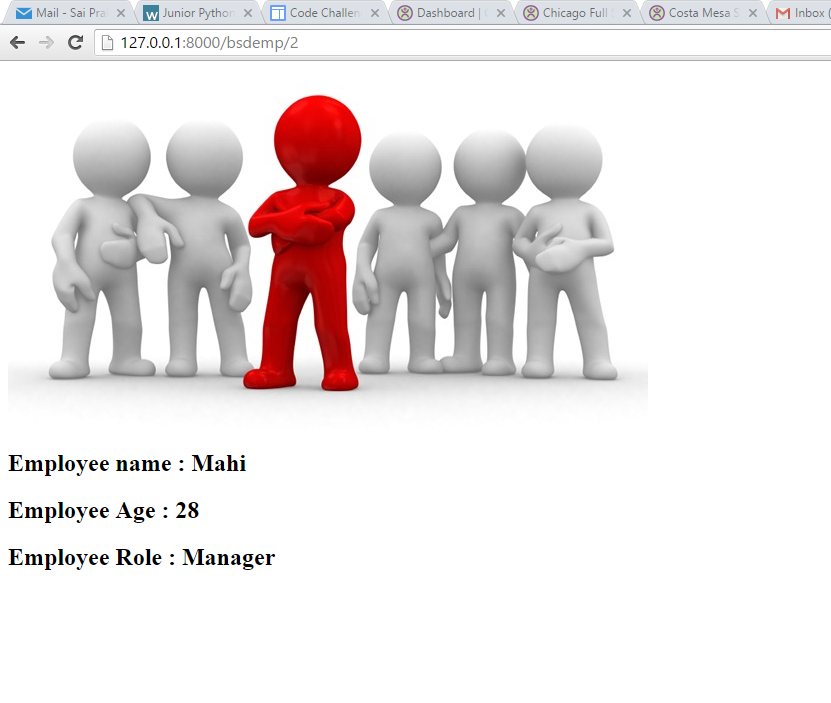 Mail - Sai Pra
Junior Python
Code Challen
Dashboard |
Chicago Full
Costa Mesa S
Inbox (
127.0.0.1:8000/bsdemp/2
Employee name : Mahi
Employee Age : 28
Employee Role : Manager